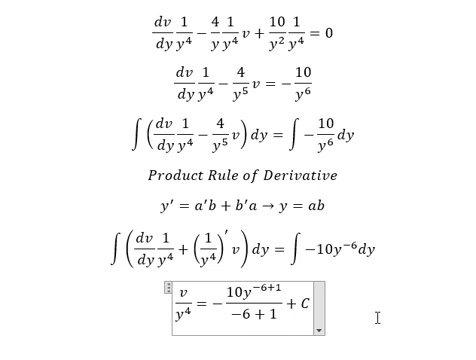 dv/dy 1/y⁴ − 4/y 1/y⁴ v + 10/y² 1/y⁴ = 0
dv/dy 1/y⁴ − 4/y⁵ v = − 10/y⁶
∫ (dv/dy 1/y⁴ − 4/y⁵ v) dy = ∫ − 10/y⁶ dy
Product Rule of Derivative
y′ = a′b + b′a → y = ab
∫ (dv/dy 1/y⁴ + (1/y⁴)′ v) dy = ∫ −10y⁻⁶dy
v/y⁴ = − 10y⁻⁶⁺¹/(−6 + 1) + C